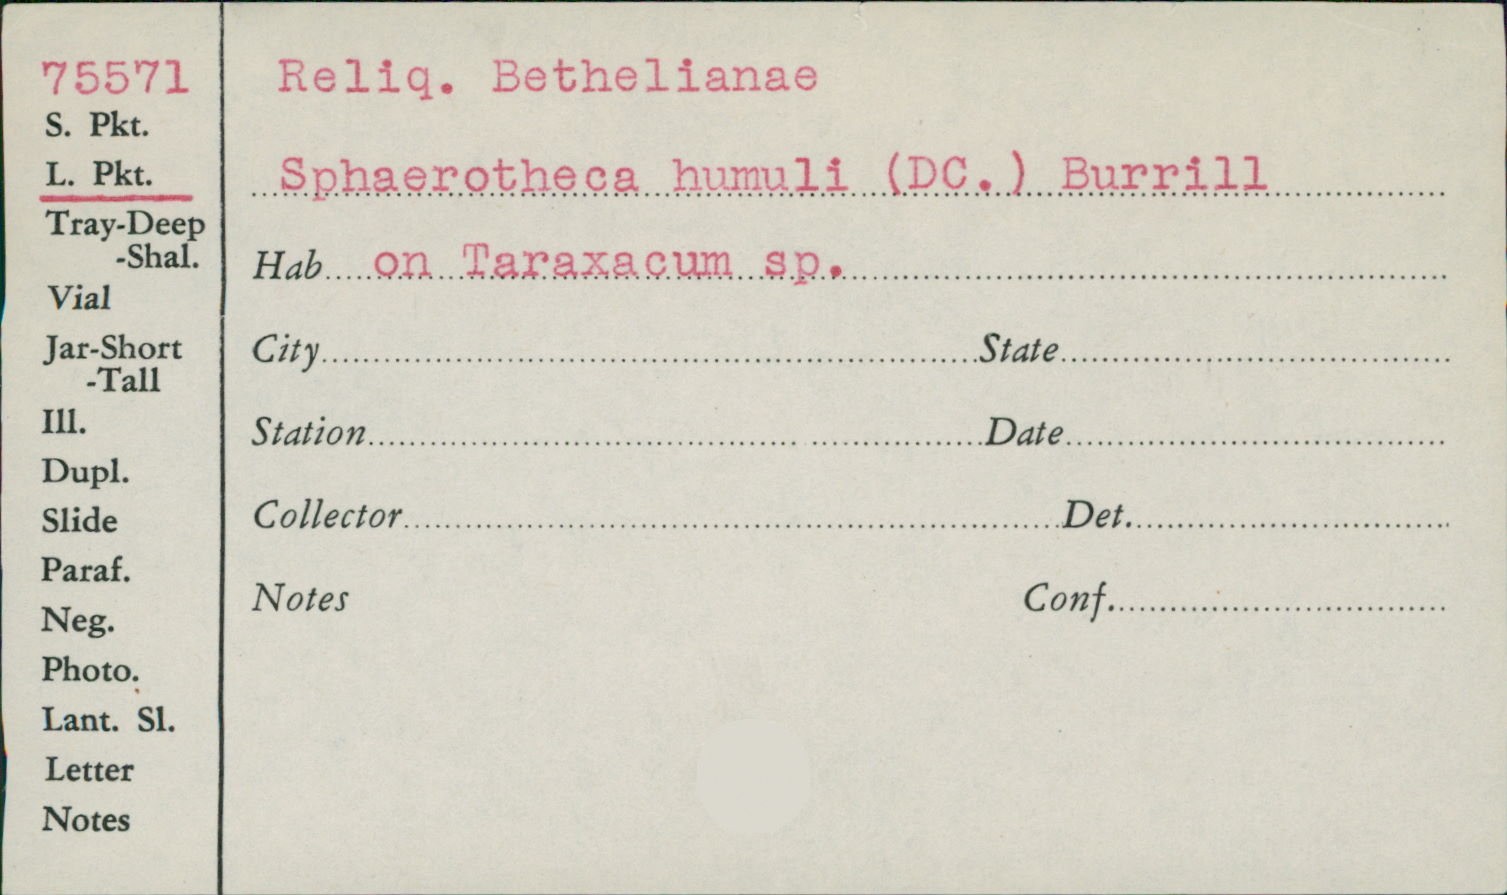 75571
S. Pkt.
L. Pkt.
Tray-Deep
-Shal.
Vial
Jar-Short
-Tall
Ill.
Dupl.
Slide
Paraf.
Neg.
Photo.
Lant. Sl.
Letter
Notes
Reliq. Bethelianae
Sphaerotheca humuli (DC.) Burrill
Hab on Taraxacum sp.
City State
Station Date
Collector Det.
Notes Conf.